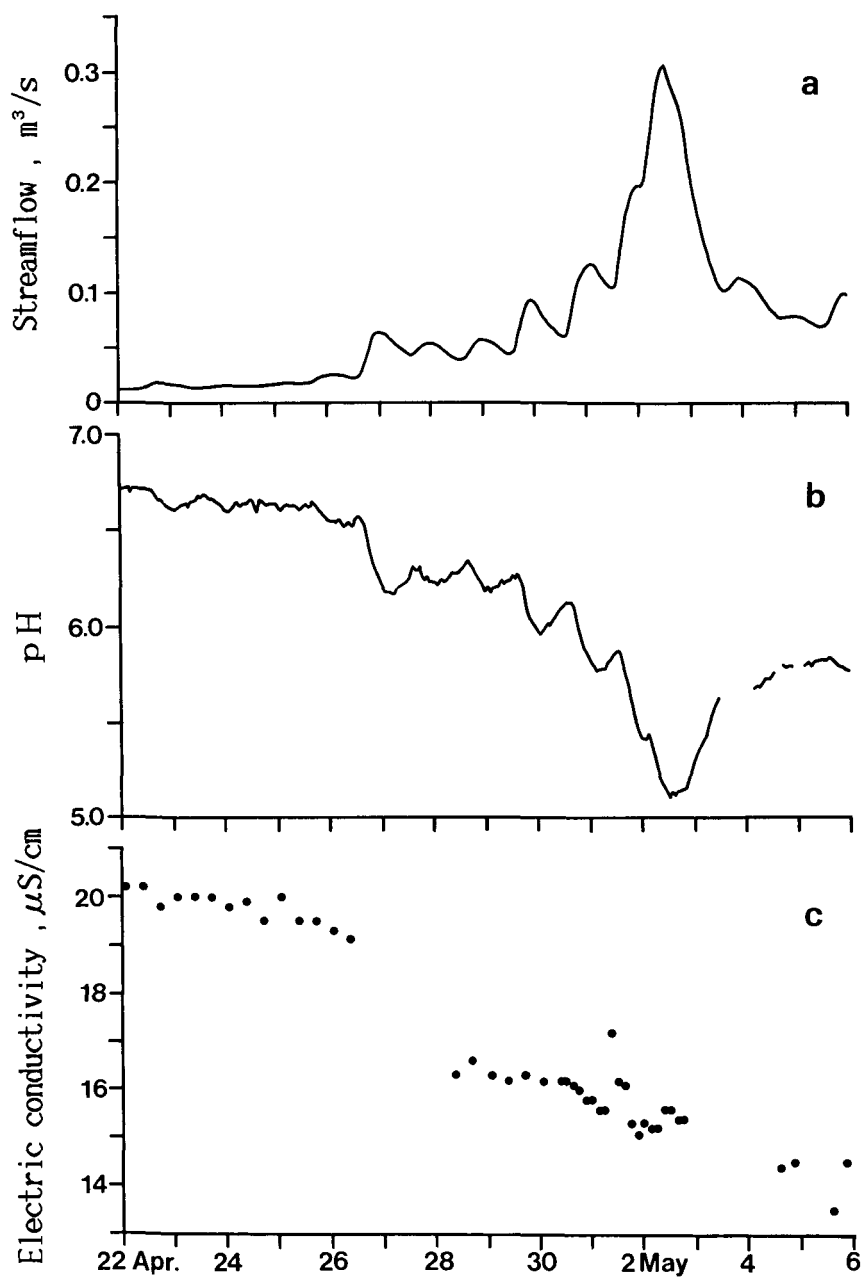 a
Streamflow , m³/s
0.3
0.2
0.1
0
b
pH
7.0
6.0
5.0
c
Electric conductivity , µS/cm
20
18
16
14
22 Apr. 24 26 28 30 2 May 4 6